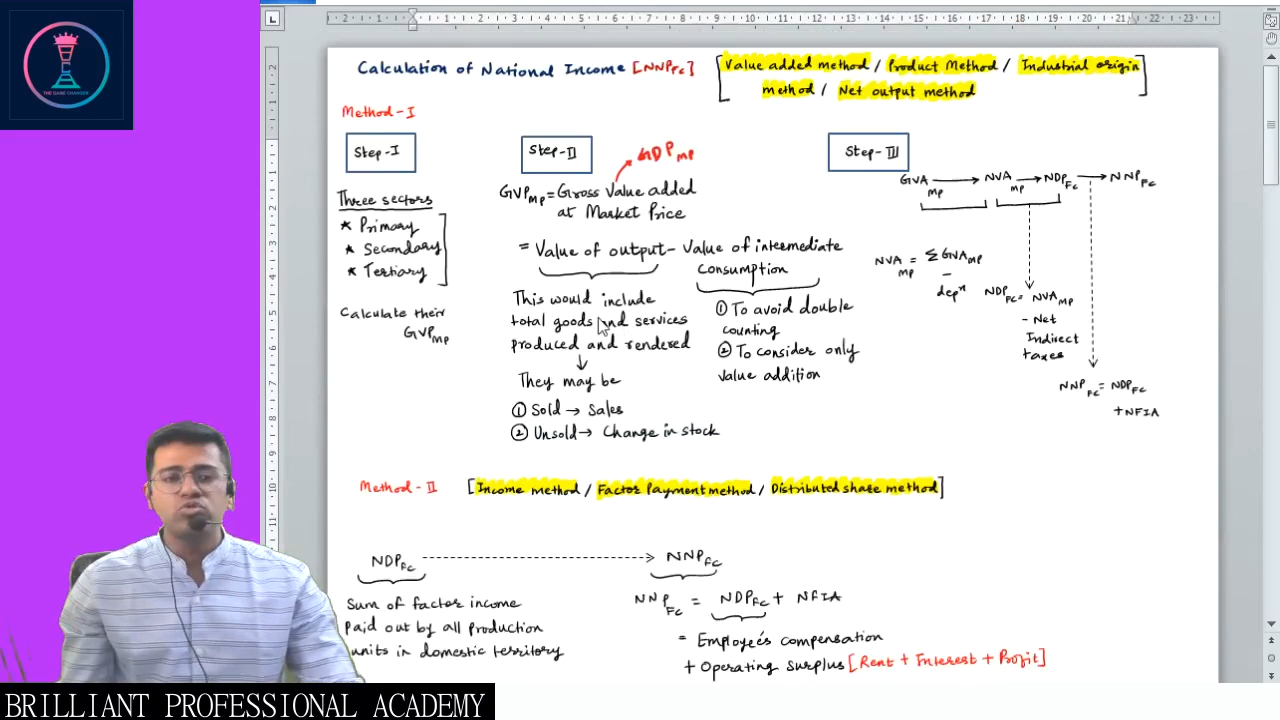 THE GAME CHANGER
Calculation of National Income [NNPFC] [Value added method / Product Method / Industrial origin
method / Net output method]
Method-I
Step-I
Three sectors
* Primary
* Secondary
* Tertiary
Calculate their
GVPMP
Step-II
GDPMP
GVPMP = Gross Value added
at Market Price
= Value of output - Value of intermediate
consumption
This would include
total goods and services
produced and rendered
They may be
① Sold → Sales
② Unsold → Change in stock
① To avoid double
counting
② To consider only
value addition
Step-III
GVAMP → NVAMP → NDPFC → NNPFC
NVAMP = ΣGVAMP
-
depn
NDPFC = NVAMP
- Net
Indirect
taxes
NNPFC = NDPFC
+ NFIA
Method-II [Income method / Factor Payment method / Distributed share method]
NDPFC → NNPFC
Sum of factor income
paid out by all production
units in domestic territory
NNPFC = NDPFC + NFIA
= Employee's compensation
+ Operating surplus [Rent + Interest + Profit]
BRILLIANT PROFESSIONAL ACADEMY